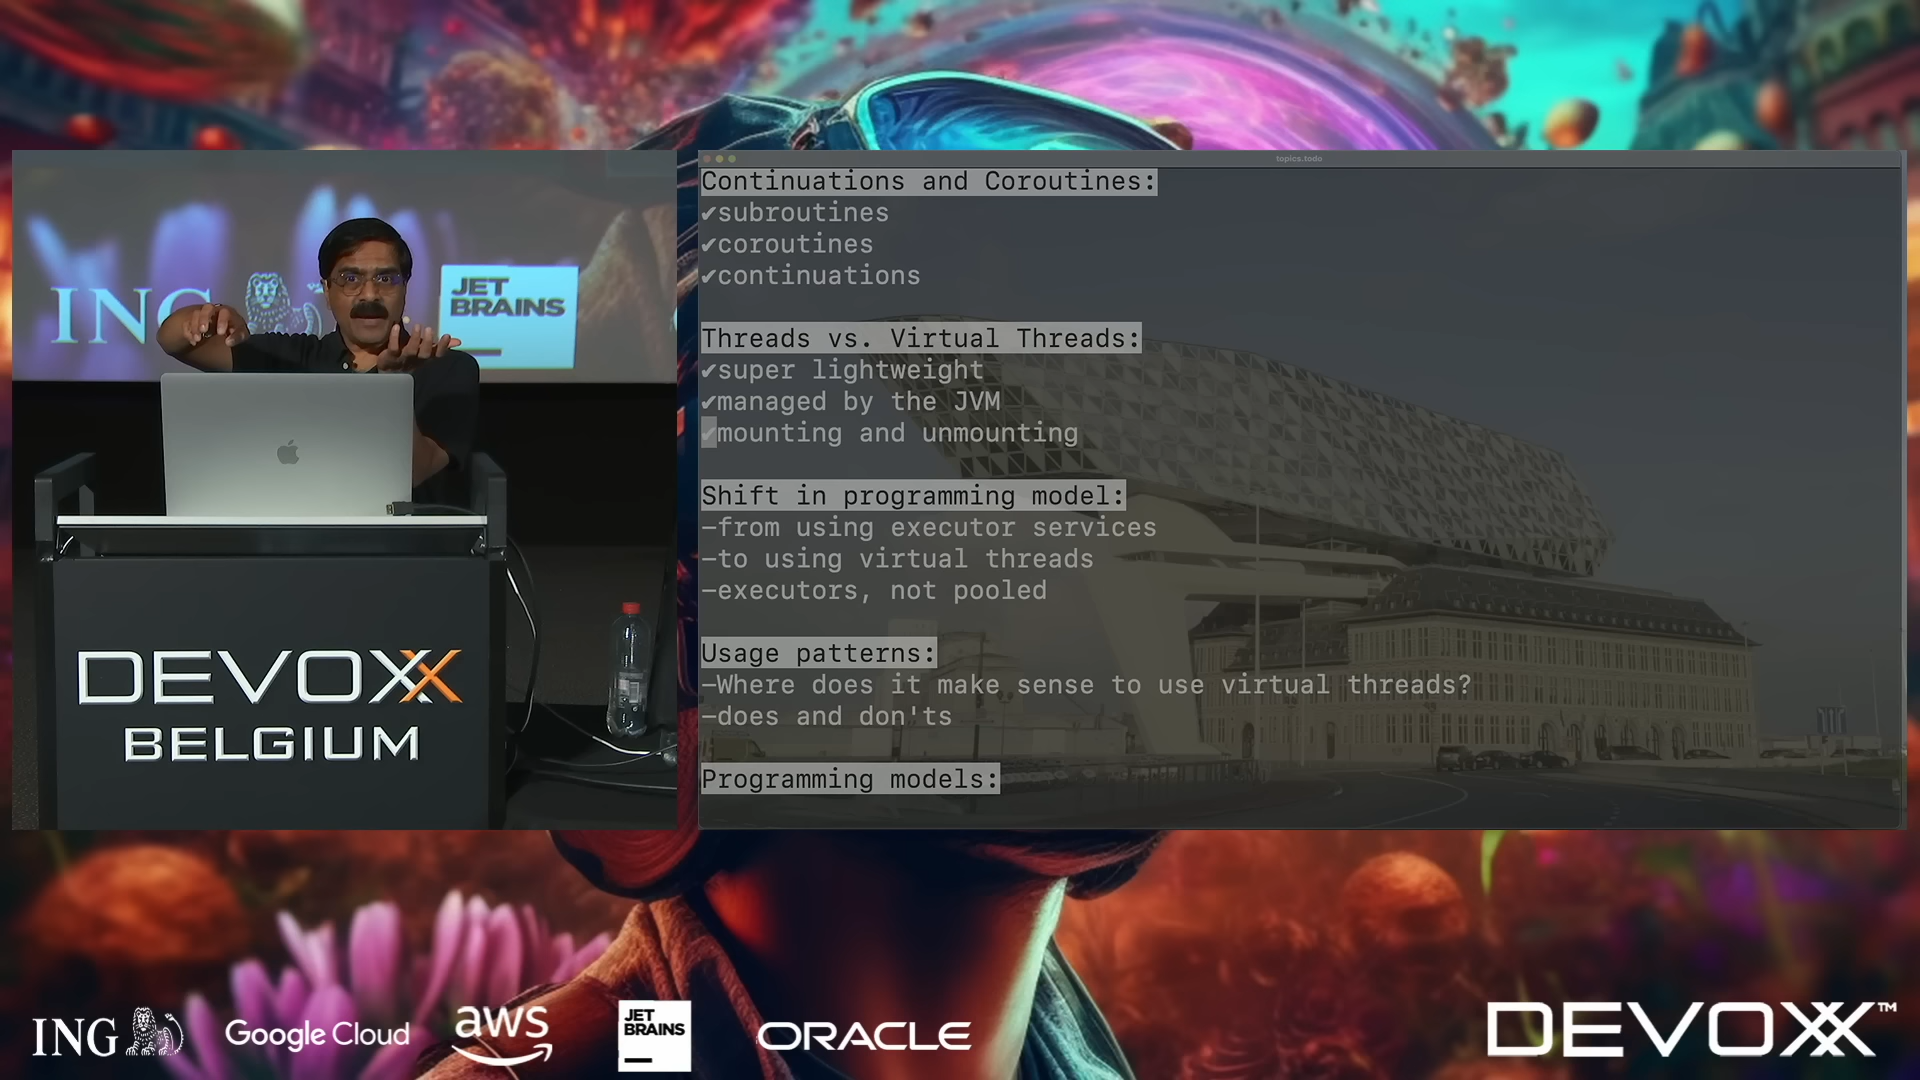 ING
JET
BRAINS
DEVOXX
BELGIUM
topics.todo
Continuations and Coroutines:
✔subroutines
✔coroutines
✔continuations
Threads vs. Virtual Threads:
✔super lightweight
✔managed by the JVM
✔mounting and unmounting
Shift in programming model:
—from using executor services
—to using virtual threads
—executors, not pooled
Usage patterns:
—Where does it make sense to use virtual threads?
—does and don'ts
Programming models:
ING
Google Cloud
aws
JET
BRAINS
ORACLE
DEVOXX™